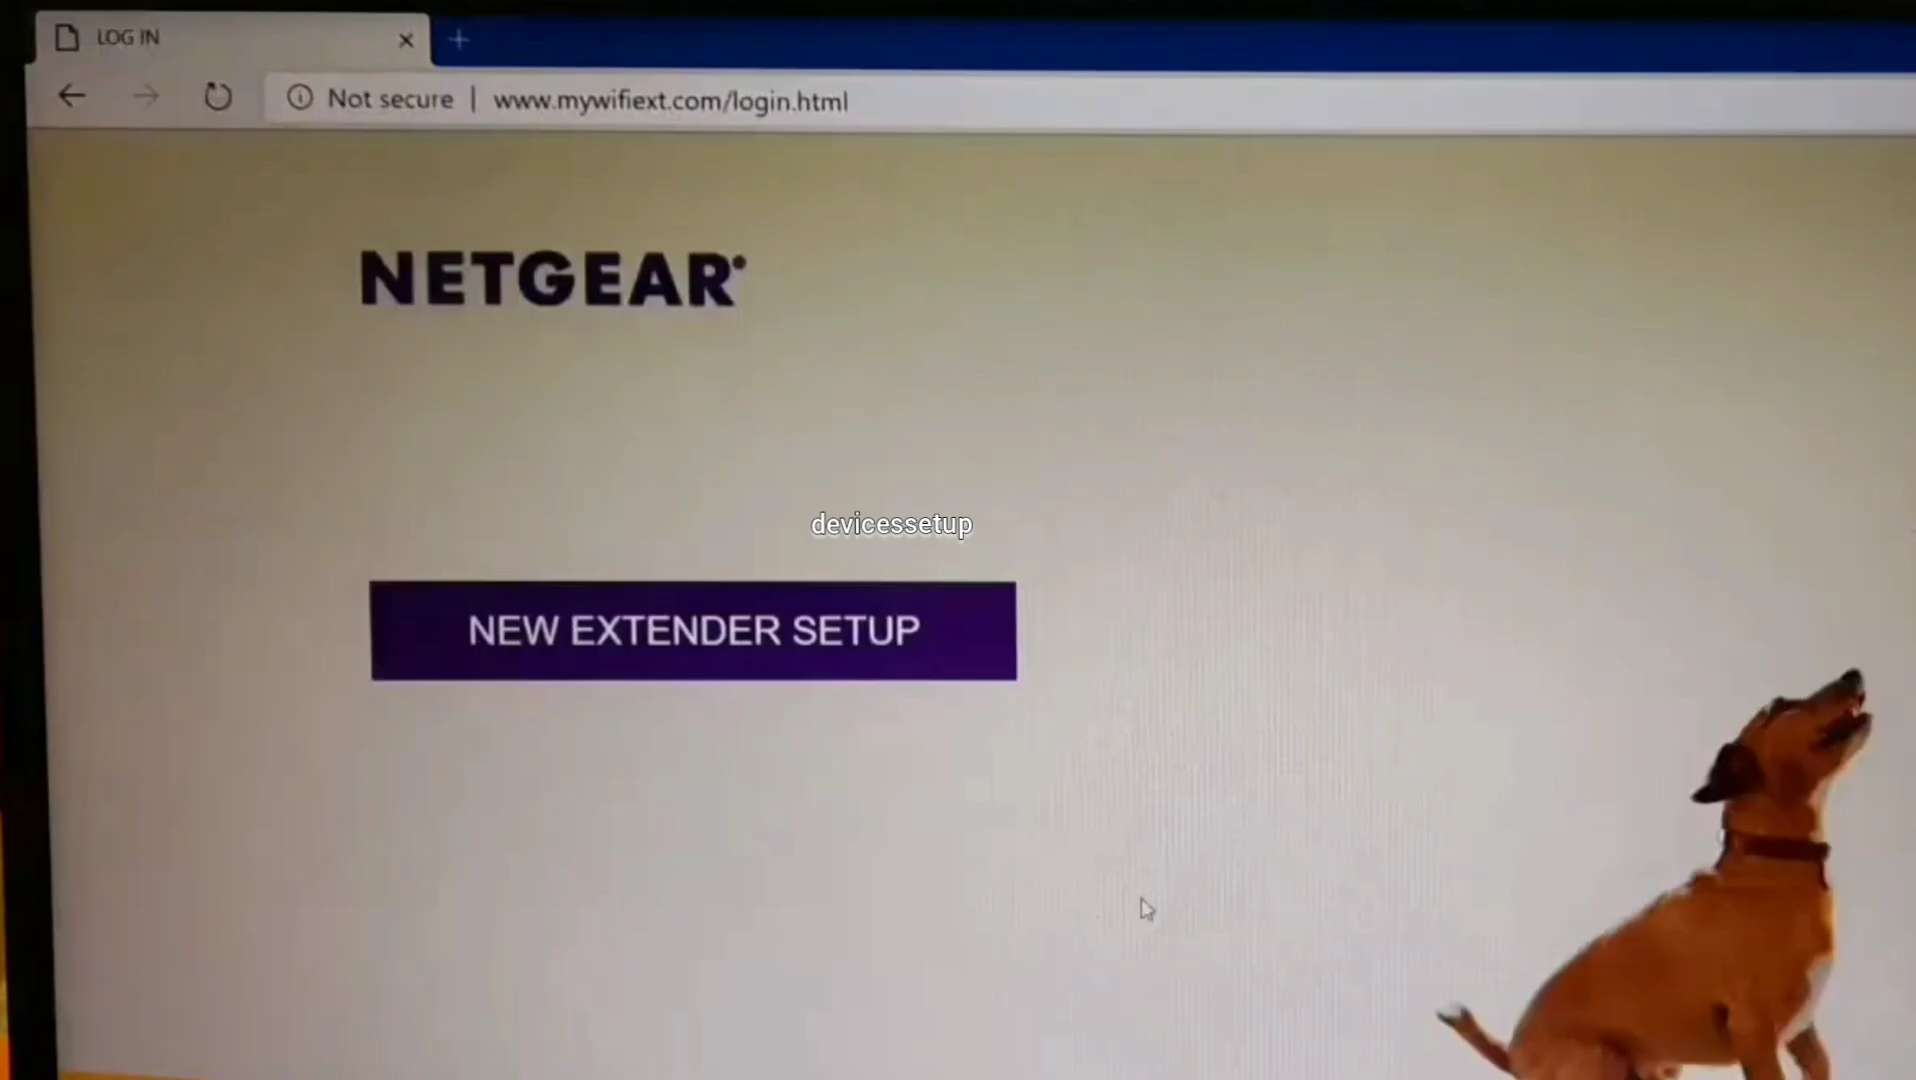 LOG IN
Not secure | www.mywifiext.com/login.html
NETGEAR
devicessetup
NEW EXTENDER SETUP